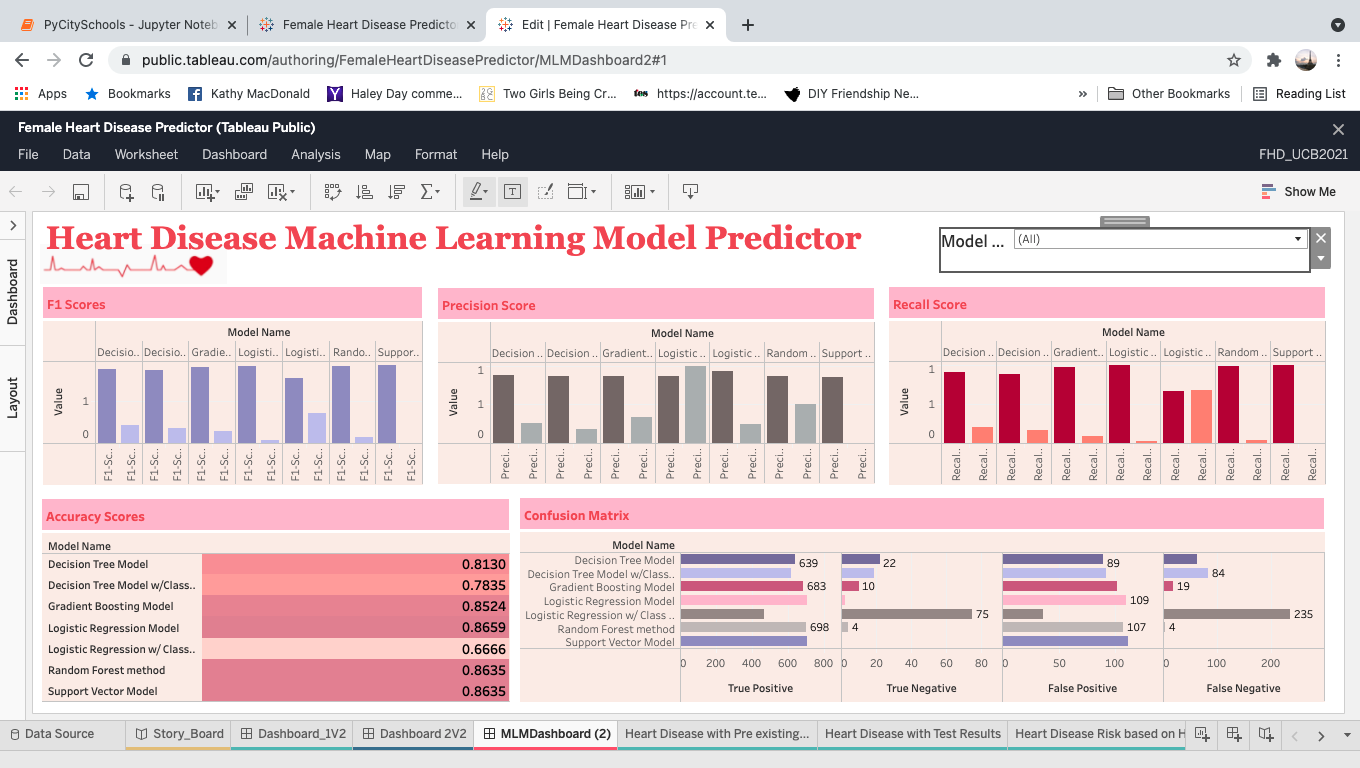 PyCitySchools - Jupyter Noteb
Female Heart Disease Predicto
Edit | Female Heart Disease Pre
public.tableau.com/authoring/FemaleHeartDiseasePredictor/MLMDashboard2#1
Apps
Bookmarks
Kathy MacDonald
Haley Day comme...
Two Girls Being Cr...
tes
https://account.te...
DIY Friendship Ne...
»
Other Bookmarks
Reading List
Female Heart Disease Predictor (Tableau Public)
File Data Worksheet Dashboard Analysis Map Format Help
FHD_UCB2021
Show Me
Dashboard
Layout
Heart Disease Machine Learning Model Predictor
Model ...
(All)
F1 Scores
Model Name
Decisio.. Decisio.. Gradie.. Logisti.. Logisti.. Rando.. Suppor..
Value
1
0
F1-Sc.. F1-Sc.. F1-Sc.. F1-Sc.. F1-Sc.. F1-Sc.. F1-Sc.. F1-Sc.. F1-Sc.. F1-Sc.. F1-Sc.. F1-Sc.. F1-Sc.. F1-Sc..
Precision Score
Model Name
Decision .. Decision .. Gradient.. Logistic .. Logistic .. Random .. Support ..
Value
1
1
0
Preci.. Preci.. Preci.. Preci.. Preci.. Preci.. Preci.. Preci.. Preci.. Preci.. Preci.. Preci.. Preci.. Preci..
Recall Score
Model Name
Decision .. Decision .. Gradient.. Logistic .. Logistic .. Random .. Support ..
Value
1
1
0
Recal.. Recal.. Recal.. Recal.. Recal.. Recal.. Recal.. Recal.. Recal.. Recal.. Recal.. Recal.. Recal.. Recal..
Accuracy Scores
Model Name
Decision Tree Model 0.8130
Decision Tree Model w/Class.. 0.7835
Gradient Boosting Model 0.8524
Logistic Regression Model 0.8659
Logistic Regression w/ Class.. 0.6666
Random Forest method 0.8635
Support Vector Model 0.8635
Confusion Matrix
Model Name
Decision Tree Model 639 22 89
Decision Tree Model w/Class.. 84
Gradient Boosting Model 683 10 19
Logistic Regression Model 109
Logistic Regression w/ Class .. 75 235
Random Forest method 698 4 107 4
Support Vector Model
0 200 400 600 800 0 20 40 60 80 0 50 100 0 100 200
True Positive True Negative False Positive False Negative
Data Source
Story_Board
Dashboard_1V2
Dashboard 2V2
MLMDashboard (2)
Heart Disease with Pre existing...
Heart Disease with Test Results
Heart Disease Risk based on H